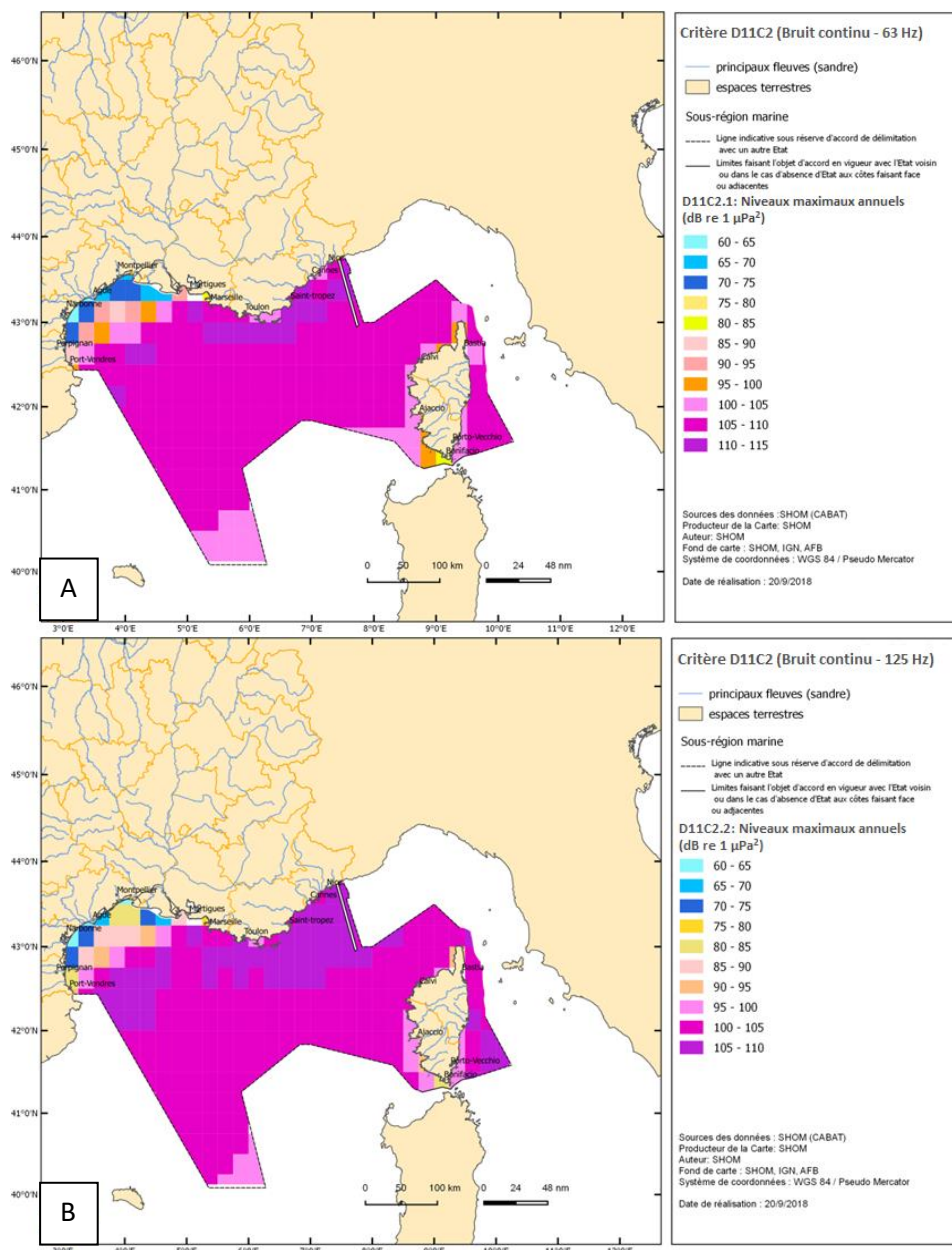 Critère D11C2 (Bruit continu - 63 Hz)
principaux fleuves (sandre)
espaces terrestres
Sous-région marine
Ligne indicative sous réserve d'accord de délimitation
avec un autre Etat
Limites faisant l'objet d'accord en vigueur avec l'Etat voisin
ou dans le cas d'absence d'Etat aux côtes faisant face
ou adjacentes
D11C2.1: Niveaux maximaux annuels
(dB re 1 µPa²)
60 - 65
65 - 70
70 - 75
75 - 80
80 - 85
85 - 90
90 - 95
95 - 100
100 - 105
105 - 110
110 - 115
Sources des données :SHOM (CABAT)
Producteur de la Carte: SHOM
Auteur: SHOM
Fond de carte : SHOM, IGN, AFB
Système de coordonnées : WGS 84 / Pseudo Mercator
Date de réalisation : 20/9/2018
46°0'N
45°0'N
44°0'N
43°0'N
42°0'N
41°0'N
40°0'N
Montpellier
Agde
Narbonne
Perpignan
Port-Vendres
Martigues
Marseille
Toulon
Saint-tropez
Cannes
Nice
Calvi
Bastia
Ajaccio
Porto-Vecchio
Bonifacio
0 50 100 km
0 24 48 nm
A
3°0'E 4°0'E 5°0'E 6°0'E 7°0'E 8°0'E 9°0'E 10°0'E 11°0'E 12°0'E
Critère D11C2 (Bruit continu - 125 Hz)
principaux fleuves (sandre)
espaces terrestres
Sous-région marine
Ligne indicative sous réserve d'accord de délimitation
avec un autre Etat
Limites faisant l'objet d'accord en vigueur avec l'Etat voisin
ou dans le cas d'absence d'Etat aux côtes faisant face
ou adjacentes
D11C2.2: Niveaux maximaux annuels
(dB re 1 µPa²)
60 - 65
65 - 70
70 - 75
75 - 80
80 - 85
85 - 90
90 - 95
95 - 100
100 - 105
105 - 110
Sources des données : SHOM (CABAT)
Producteur de la Carte: SHOM
Auteur: SHOM
Fond de carte : SHOM, IGN, AFB
Système de coordonnées : WGS 84 / Pseudo Mercator
Date de réalisation : 20/9/2018
46°0'N
45°0'N
44°0'N
43°0'N
42°0'N
41°0'N
40°0'N
Montpellier
Agde
Narbonne
Perpignan
Port-Vendres
Martigues
Marseille
Toulon
Saint-tropez
Cannes
Nice
Calvi
Bastia
Ajaccio
Porto-Vecchio
Bonifacio
0 50 100 km
0 24 48 nm
B